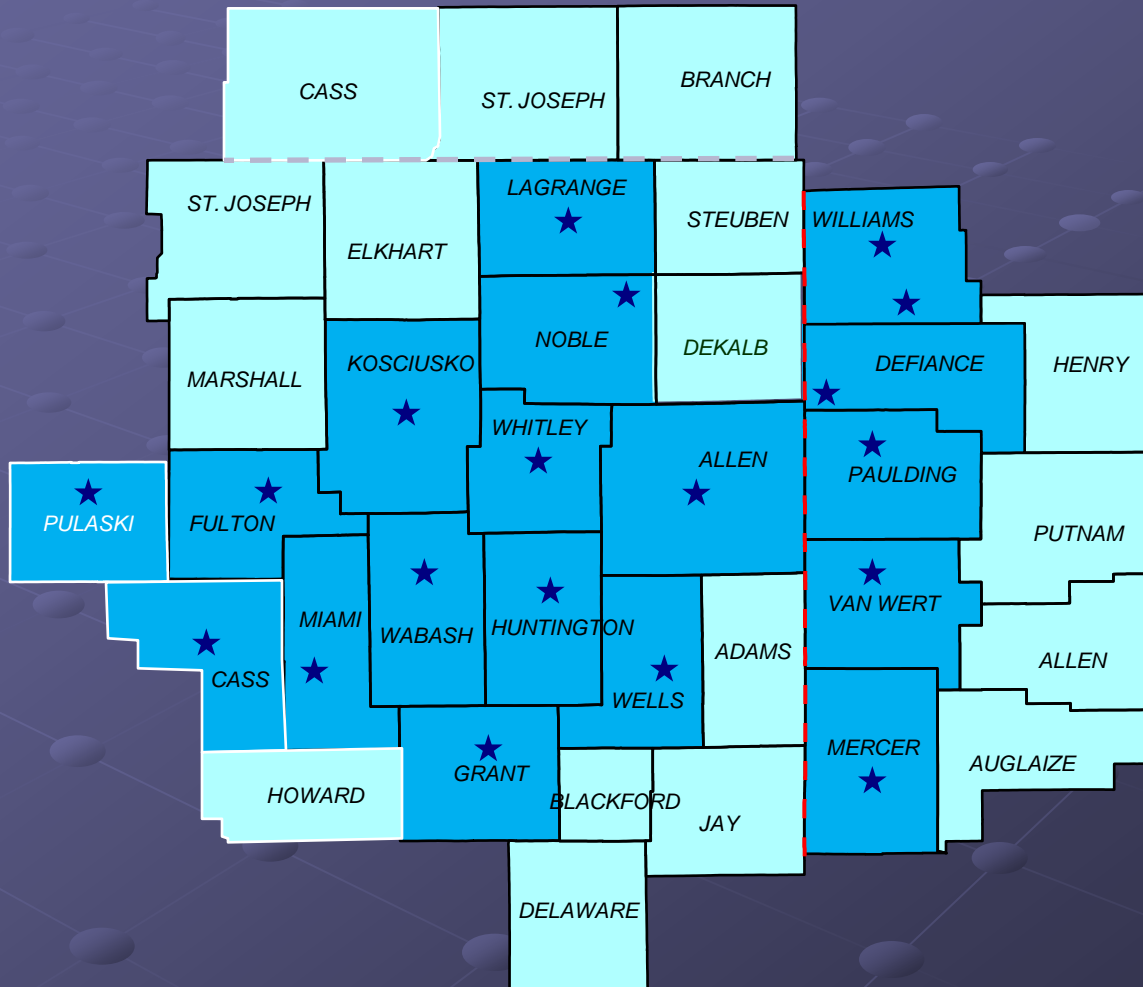 CASS
ST. JOSEPH
BRANCH
ST. JOSEPH
ELKHART
LAGRANGE
STEUBEN
WILLIAMS
MARSHALL
KOSCIUSKO
NOBLE
DEKALB
DEFIANCE
HENRY
WHITLEY
ALLEN
PAULDING
PULASKI
FULTON
PUTNAM
MIAMI
WABASH
HUNTINGTON
VAN WERT
CASS
WELLS
ADAMS
ALLEN
HOWARD
GRANT
BLACKFORD
JAY
MERCER
AUGLAIZE
DELAWARE